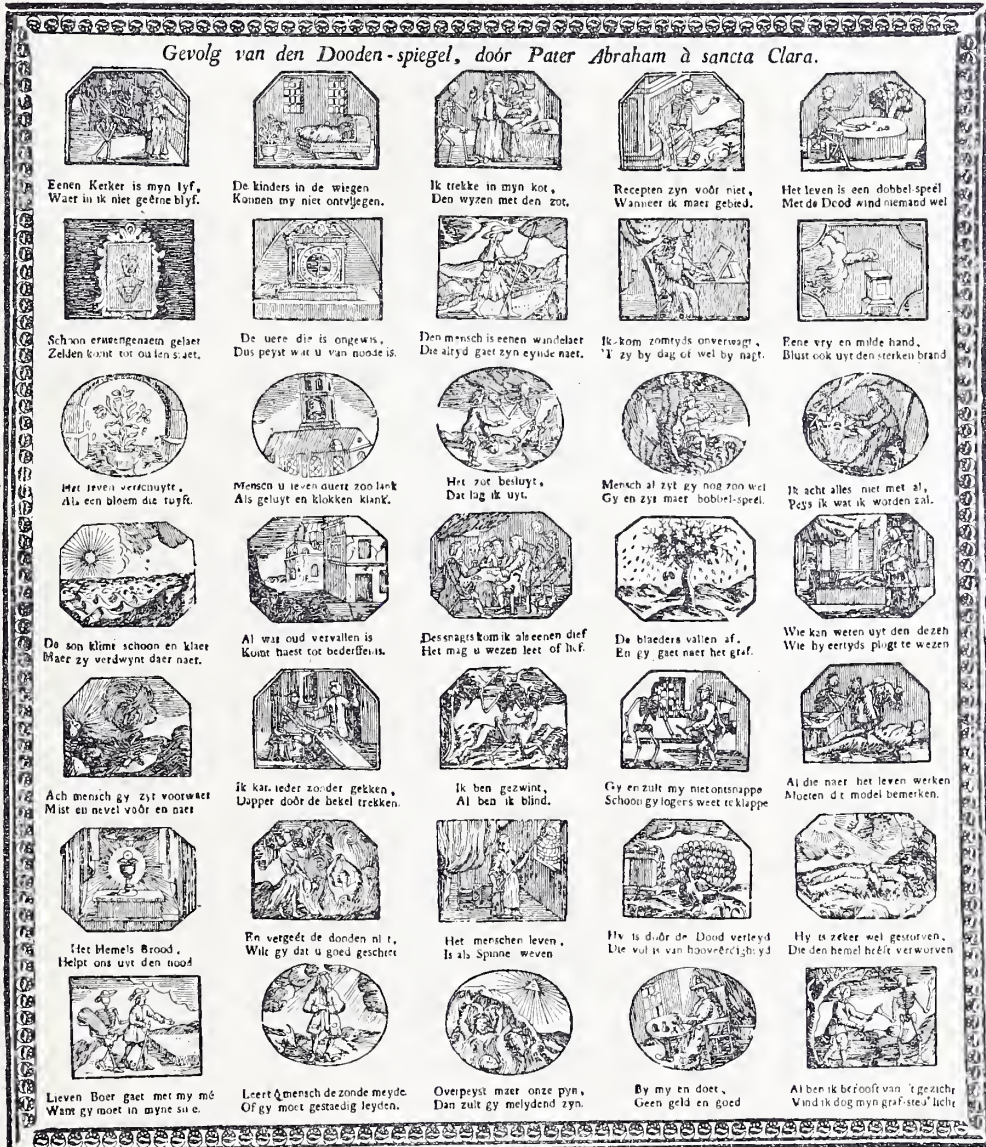 Gevolg van den Dooden-spiegel, doór Pater Abraham à sancta Clara.
Eenen Kerker is myn lyf,
Waer in ik niet geêrne blyf.
De kinders in de wiegen
Konnen my niet ontvliegen.
Ik trekke in myn kot,
Den wyzen met den zot.
Recepten zyn voór niet,
Wanneer ik maer gebied.
Het leven is een dobbel-speél
Met de Dood wind niemand wel
Schoon en aengenaem gelaet
Zelden komt tot ouden staet.
De uere die is ongewis,
Dus peyst wat u van noode is.
Den mensch is eenen wandelaer
Die altyd gaet zyn eynde naer.
Ik kom zomtyds onverwagt,
'T zy by dag of wel by nagt.
Eene vry en milde hand,
Blust ook uyt den sterken brand
Het leven verschuyft,
Als een bloem die
Mensch u leven duert zoo lank
Als geluyt en klokken klank.
Het zot besluyt,
Dat lag ik uyt.
Mensch al zyt gy nog zoo wel
Gy en zyt maer bobbel-speél.
Ik acht alles niet met al,
Peys ik wat ik worden zal.
De son klimt schoon en klaer
Maer zy verdwynt daer naer.
Al wat oud vervallen is
Komt haest tot bederffenis.
Des snagts kom ik als eenen dief
Het mag u wezen leet of lief.
De blaeders vallen af,
En gy gaet naer het graf.
Wie kan weten uyt den dezen
Wie hy eertyds plogt te wezen
Ach mensch gy zyt voorwaer
Mist en nevel voór en naer
Ik kan ieder zonder gekken,
Dapper doór de hekel trekken.
Ik ben gezwint,
Al ben ik blind.
Gy en zult my niet ontsnappe
Schoon gy logers weet te klappe
Al die naer het leven werken
Moeten dit model bemerken.
Het Hemels Brood,
Helpt ons uyt den nood
En vergeét de dooden niet,
Wilt gy dat u goed geschiet
Het menschen leven,
Is als Spinne weven
Hy is doór de Dood verleyd
Die vol is van hooveêrdigheyd
Hy is zeker wel gestorven,
Die den hemel heéft verworven
Lieven Boer gaet met my mé
Want gy moet in myne
Leert ô mensch de zonde meyde.
Of gy moet gestaedig leyden.
Overpeyst maer onze pyn,
Dan zult gy melydend zyn.
By my en doet,
Geen geld en goed
Al ben ik berooft van 't gezicht
Vind ik dog myn graf-sted' licht